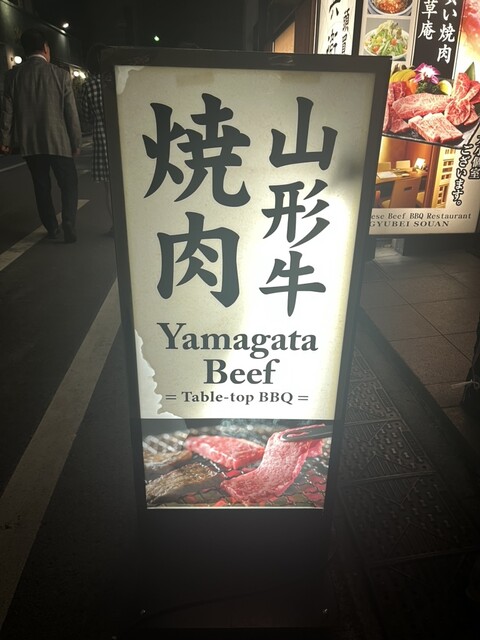 山形牛
焼肉
Yamagata
Beef
= Table-top BBQ =
焼肉
草庵
ございます。
ese Beef BBQ Restaurant
GYUBEI SOUAN